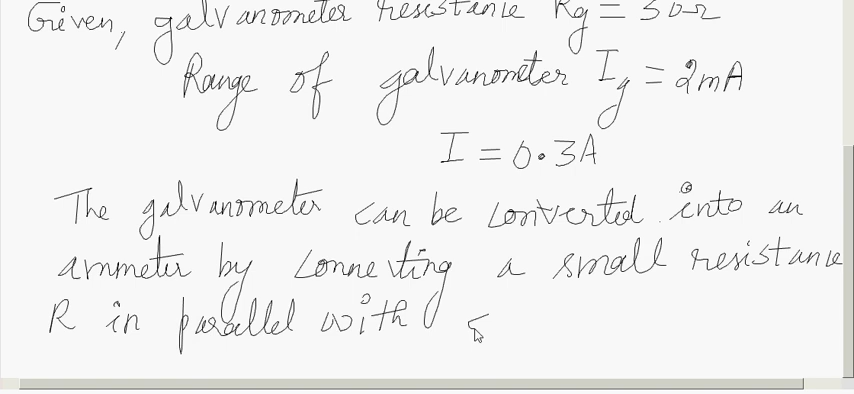 Given, galvanometer resistance Rg = 30Ω
Range of galvanometer Ig = 2mA
I = 0.3A
The galvanometer can be converted into an
ammeter by connecting a small resistance
R in parallel with